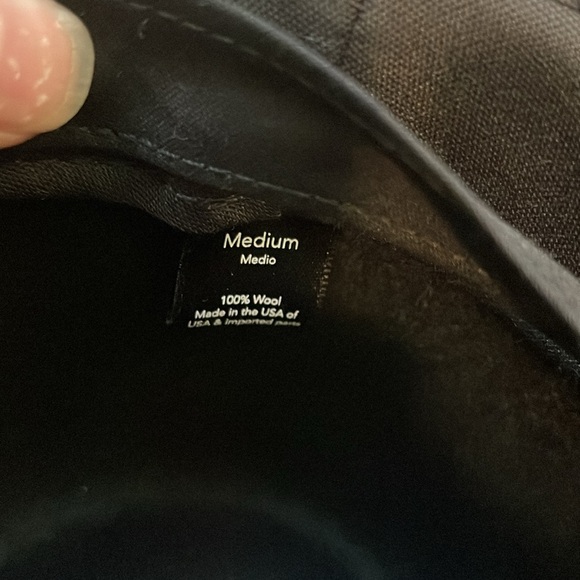 Medium
Medio
100% Wool
Made in the USA of
USA & imported parts